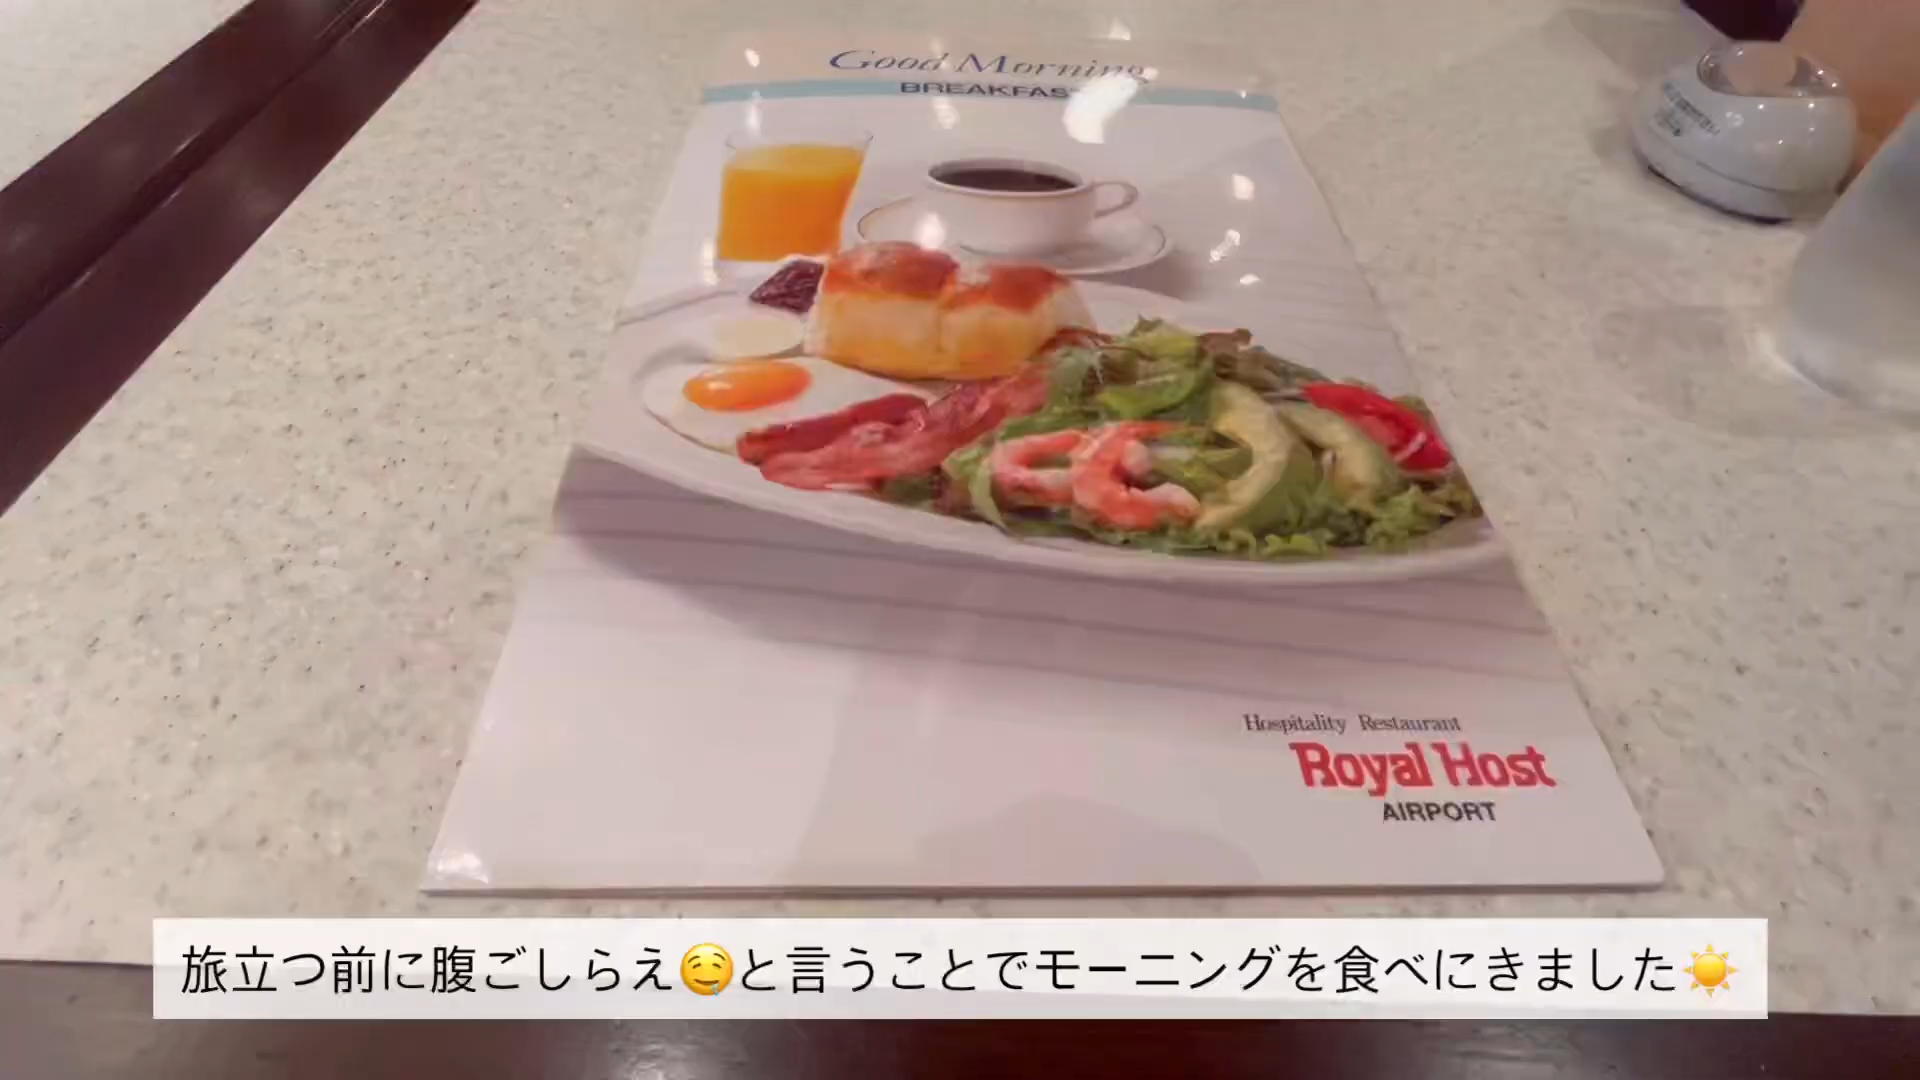 Good Morning
BREAKFAST
Hospitality Restaurant
Royal Host
AIRPORT
旅立つ前に腹ごしらえ🤤と言うことでモーニングを食べにきました☀️